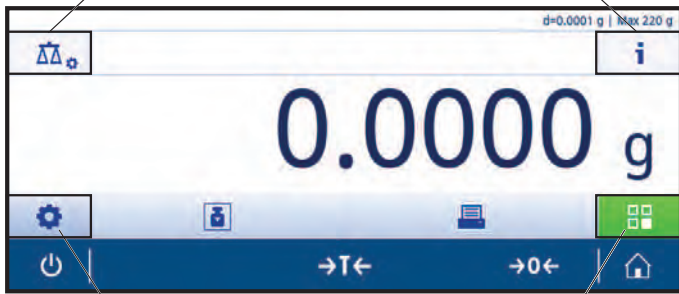 d=0.0001 g | Max 220 g
i
0.0000 g
→T← →0←